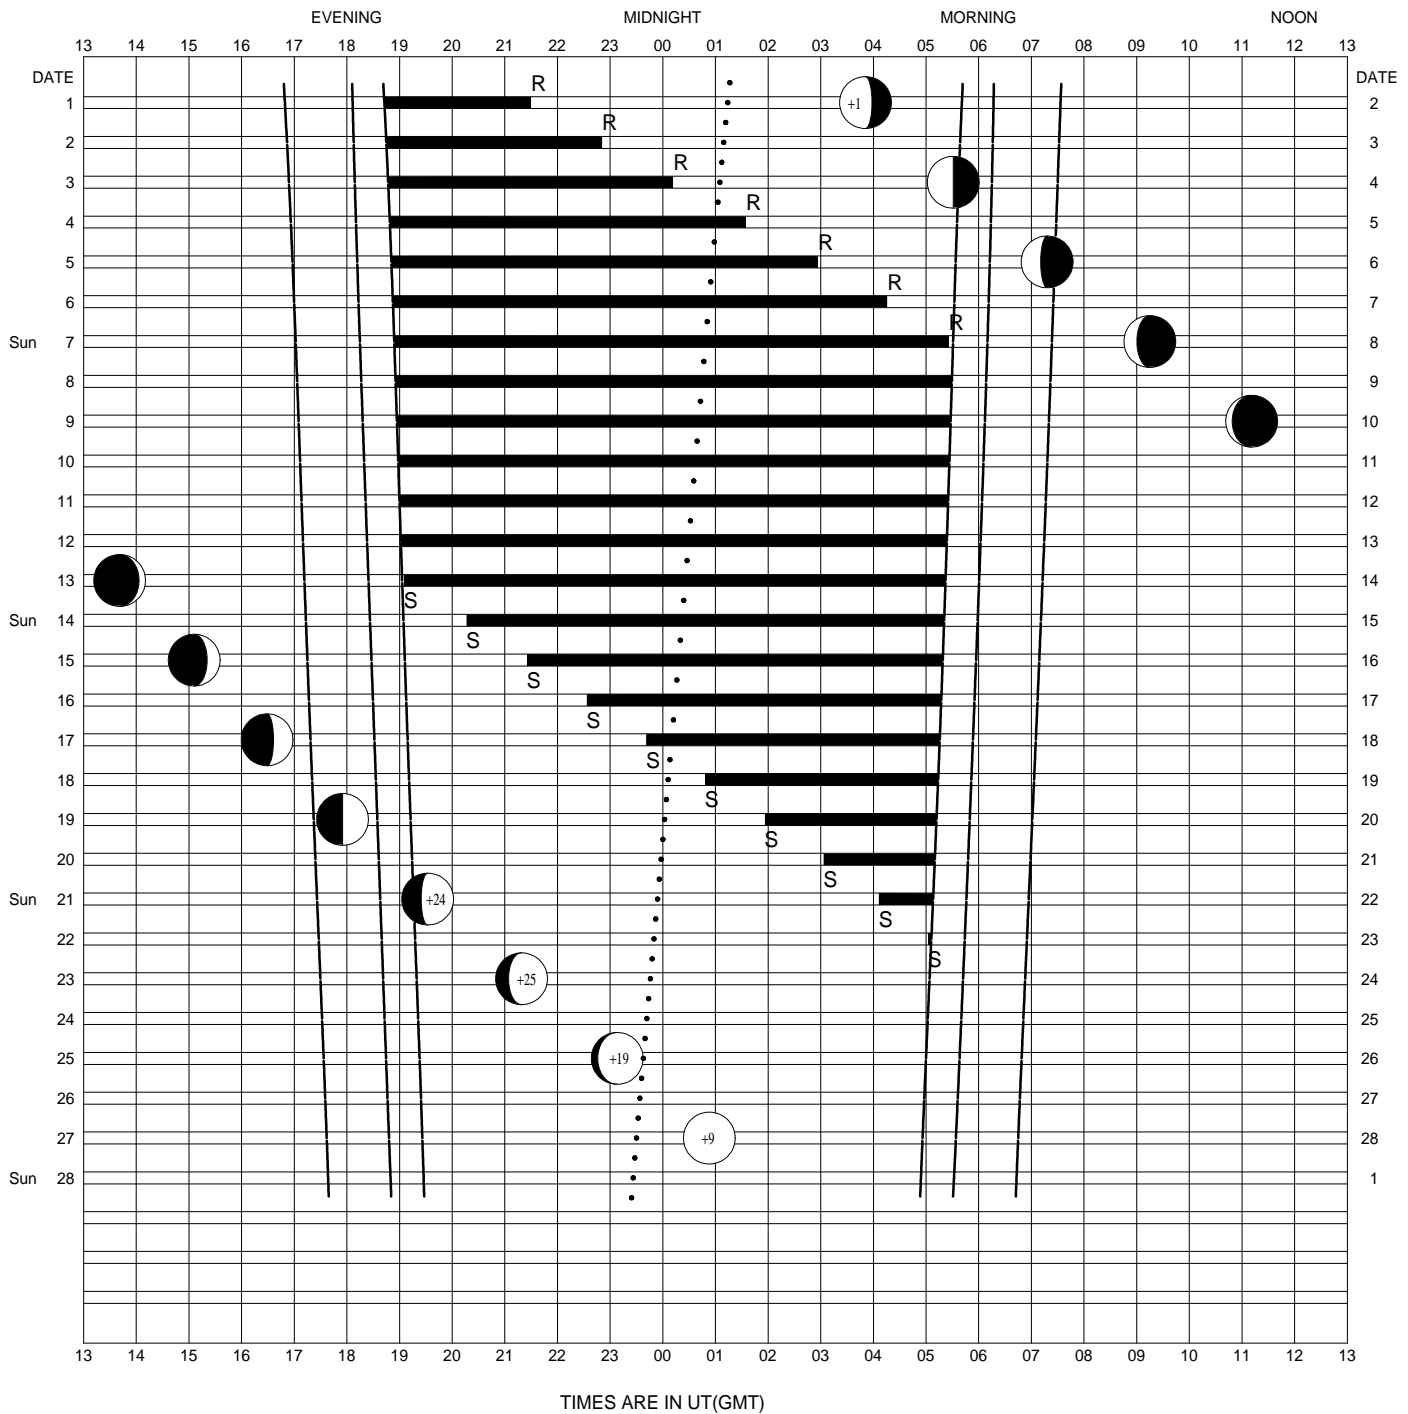 EVENING MIDNIGHT MORNING NOON
13 14 15 16 17 18 19 20 21 22 23 00 01 02 03 04 05 06 07 08 09 10 11 12 13
DATE R DATE
1 +1 2
R
2 3
R
3 4
R
4 5
R
5 6
R
6 7
R
Sun 7 8
8 9
9 10
10 11
11 12
12 13
13 14
S
Sun 14 15
S
15 16
S
16 17
S
17 18
S
18 19
S
19 20
S
20 21
S
Sun 21 +24 22
S
22 23
S
23 +25 24
24 25
25 +19 26
26 27
27 +9 28
Sun 28 1
13 14 15 16 17 18 19 20 21 22 23 00 01 02 03 04 05 06 07 08 09 10 11 12 13
TIMES ARE IN UT(GMT)